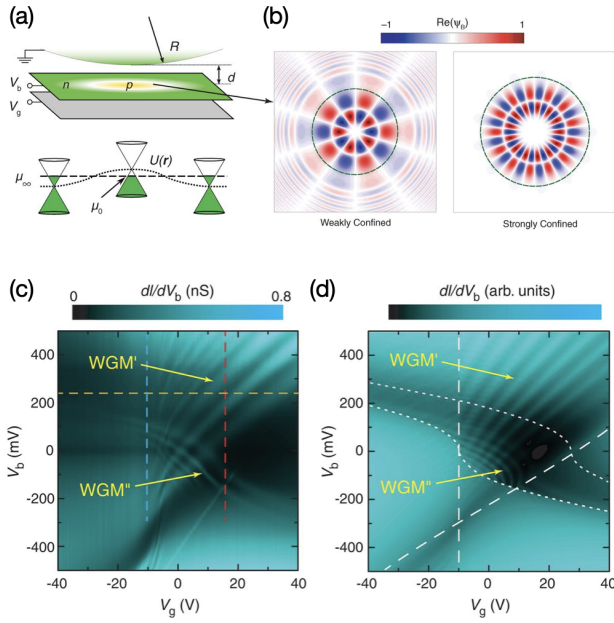 (a)
R
d
V_b
n
p
V_g
U(r)
μ_∞
μ_0
(b)
Re(ψ_B)
−1
1
Weakly Confined
Strongly Confined
(c)
dI/dV_b (nS)
0
0.8
WGM'
WGM"
V_b (mV)
400
200
0
-200
-400
-40
-20
0
20
40
V_g (V)
(d)
dI/dV_b (arb. units)
WGM'
WGM"
V_b (mV)
400
200
0
-200
-400
-40
-20
0
20
40
V_g (V)